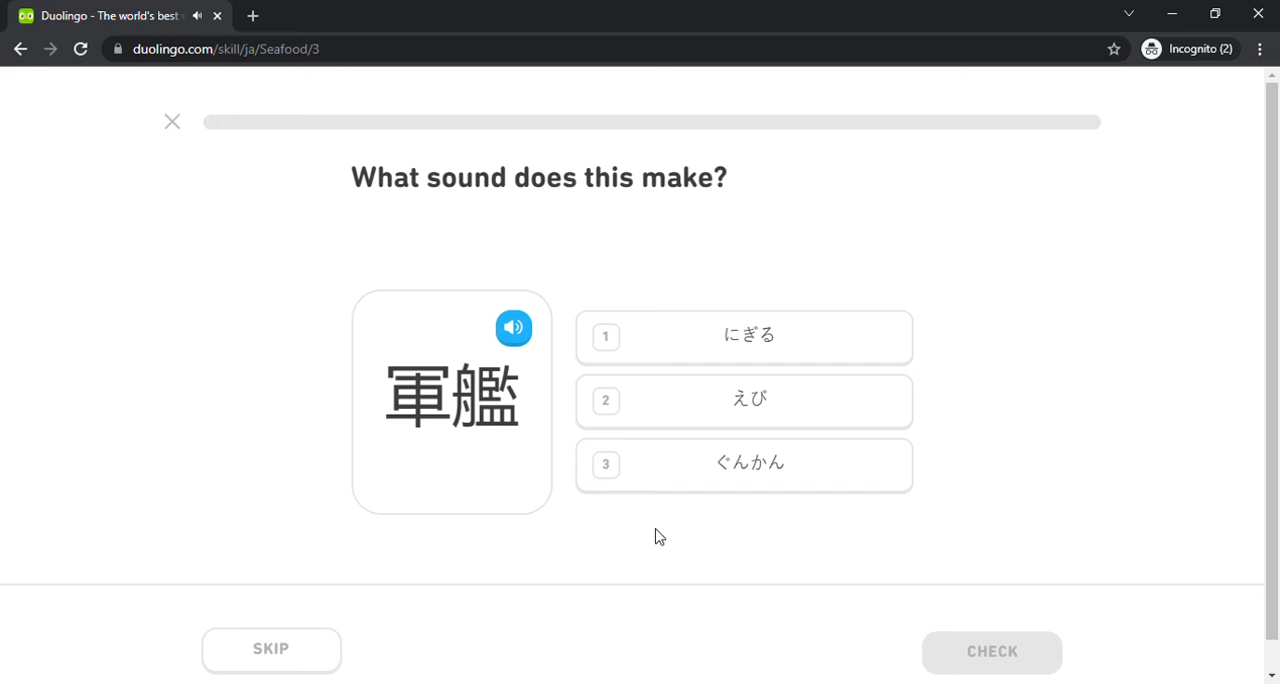 Duolingo - The world's best
duolingo.com/skill/ja/Seafood/3
Incognito (2)
What sound does this make?
軍艦
1 にぎる
2 えび
3 ぐんかん
SKIP
CHECK